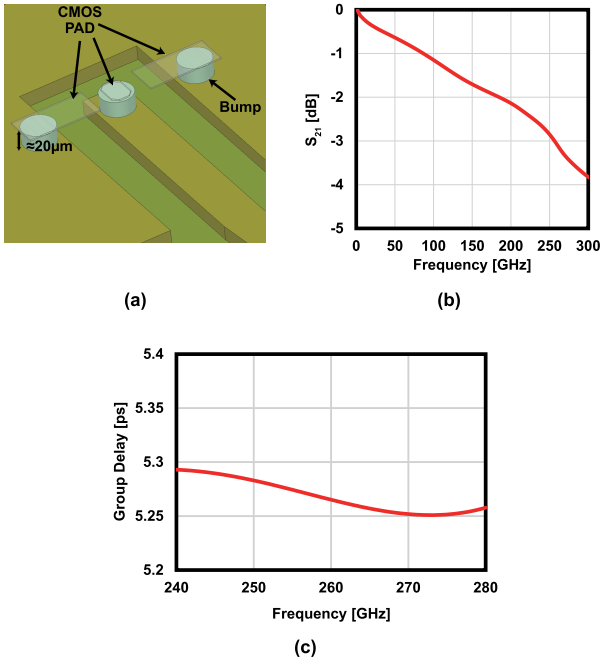 CMOS
PAD
Bump
≈20μm
(a)
0
-1
-2
-3
-4
-5
S21 [dB]
0 50 100 150 200 250 300
Frequency [GHz]
(b)
5.4
5.35
5.3
5.25
5.2
Group Delay [ps]
240 250 260 270 280
Frequency [GHz]
(c)